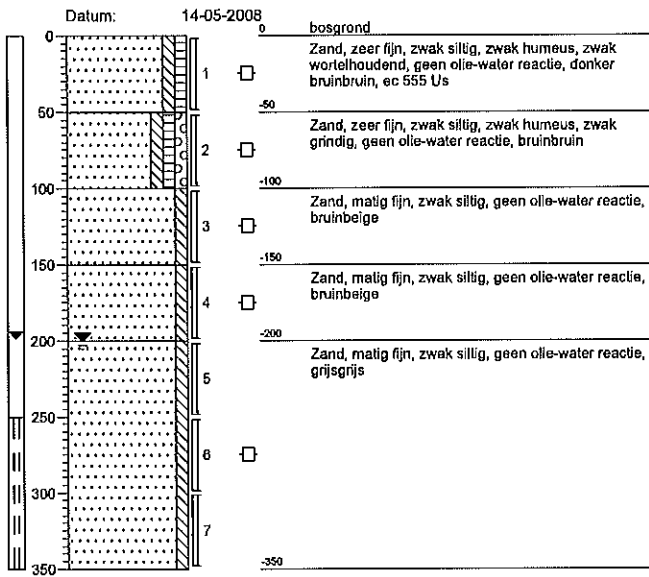 Datum: 14-05-2008
0
0 bosgrond
Zand, zeer fijn, zwak siltig, zwak humeus, zwak
wortelhoudend, geen olie-water reactie, donker
bruinbruin, ec 555 Us
1
50
-50
Zand, zeer fijn, zwak siltig, zwak humeus, zwak
grindig, geen olie-water reactie, bruinbruin
2
100
-100
Zand, matig fijn, zwak siltig, geen olie-water reactie,
bruinbeige
3
150
-150
Zand, matig fijn, zwak siltig, geen olie-water reactie,
bruinbeige
4
200
-200
Zand, matig fijn, zwak siltig, geen olie-water reactie,
grijsgrijs
5
250
6
300
7
350
-350